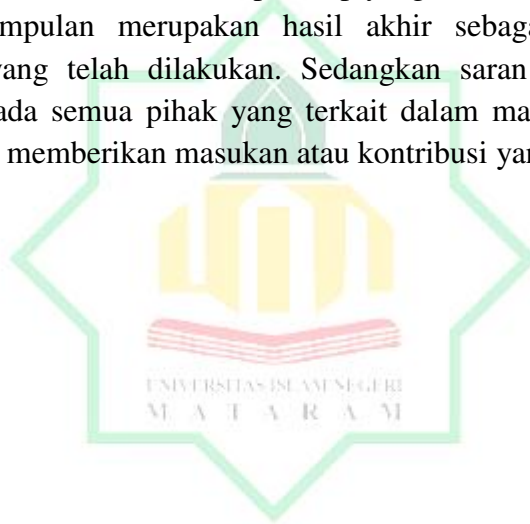 mpulan merupakan hasil akhir sebaga
yang telah dilakukan. Sedangkan saran
ada semua pihak yang terkait dalam ma
memberikan masukan atau kontribusi yan
UNIVERSITAS ISLAM NEGERI
M A T A R A M